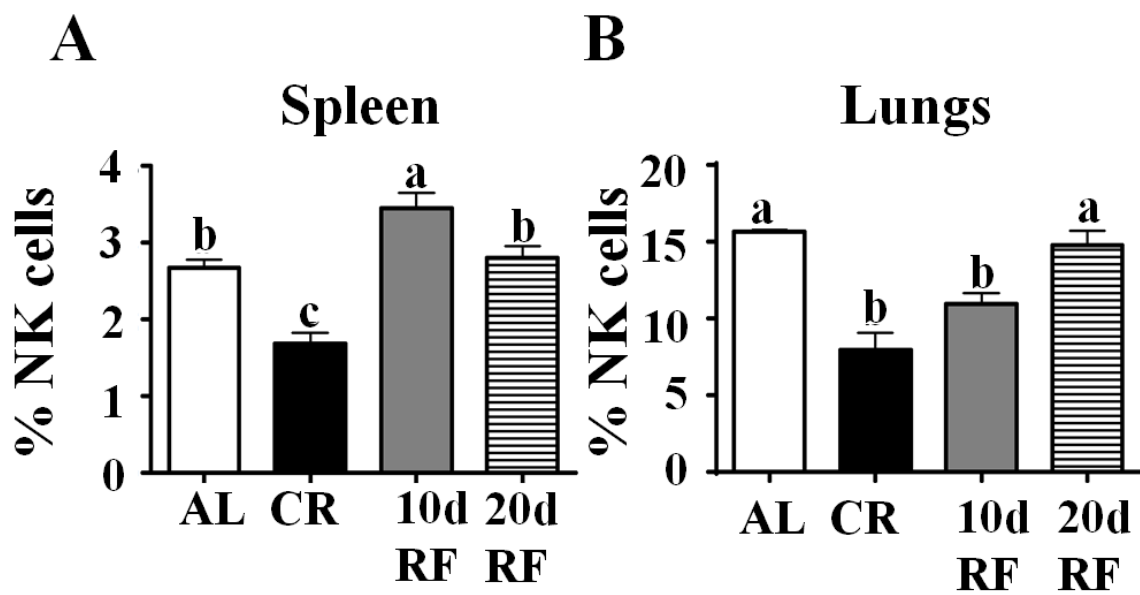 A
Spleen
% NK cells
4
3
2
1
0
b
c
a
b
AL CR 10d 20d
RF RF
B
Lungs
% NK cells
20
15
10
5
0
a
b
b
a
AL CR 10d 20d
RF RF